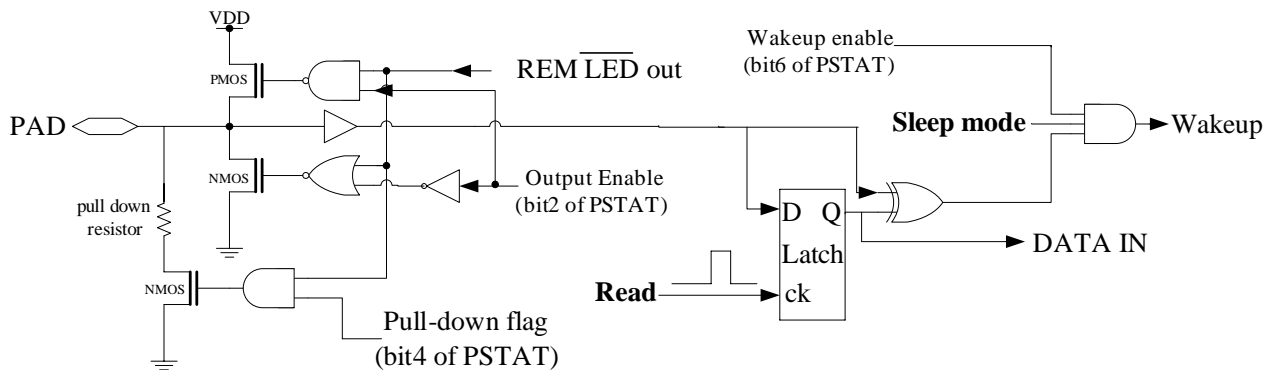 VDD
PMOS
REM L̅E̅D̅ out
Wakeup enable
(bit6 of PSTAT)
PAD
Sleep mode
Wakeup
NMOS
Output Enable
(bit2 of PSTAT)
pull down
resistor
D Q
Latch
ck
DATA IN
NMOS
Read
Pull-down flag
(bit4 of PSTAT)